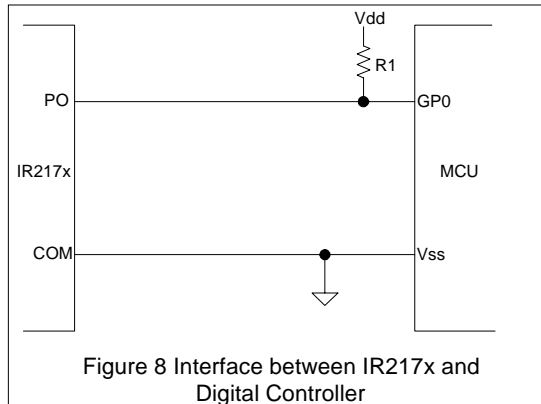 Vdd
R1
PO
GP0
IR217x
MCU
COM
Vss
Figure 8 Interface between IR217x and
Digital Controller